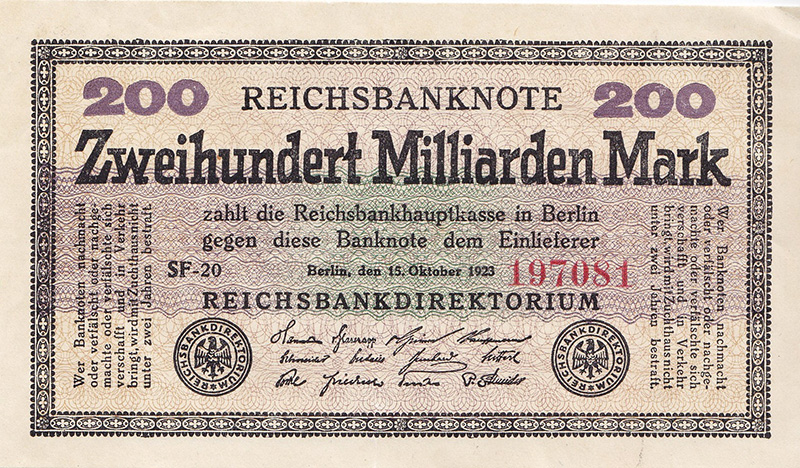 200 REICHSBANKNOTE 200
Zweihundert Milliarden Mark
zahlt die Reichsbankhauptkasse in Berlin
gegen diese Banknote dem Einlieferer
SF-20 Berlin, den 15. Oktober 1923 197081
REICHSBANKDIREKTORIUM
Wer Banknoten nachmacht
oder verfälscht oder nachge-
machte oder verfälschte sich
verschafft und in Verkehr
bringt, wird mit Zuchthaus nicht
unter zwei Jahren bestraft.
Wer Banknoten nachmacht
oder verfälscht oder nachge-
machte oder verfälschte sich
verschafft und in Verkehr
bringt, wird mit Zuchthaus nicht
unter zwei Jahren bestraft
REICHSBANKDIREKTORIUM
REICHSBANKDIREKTORIUM